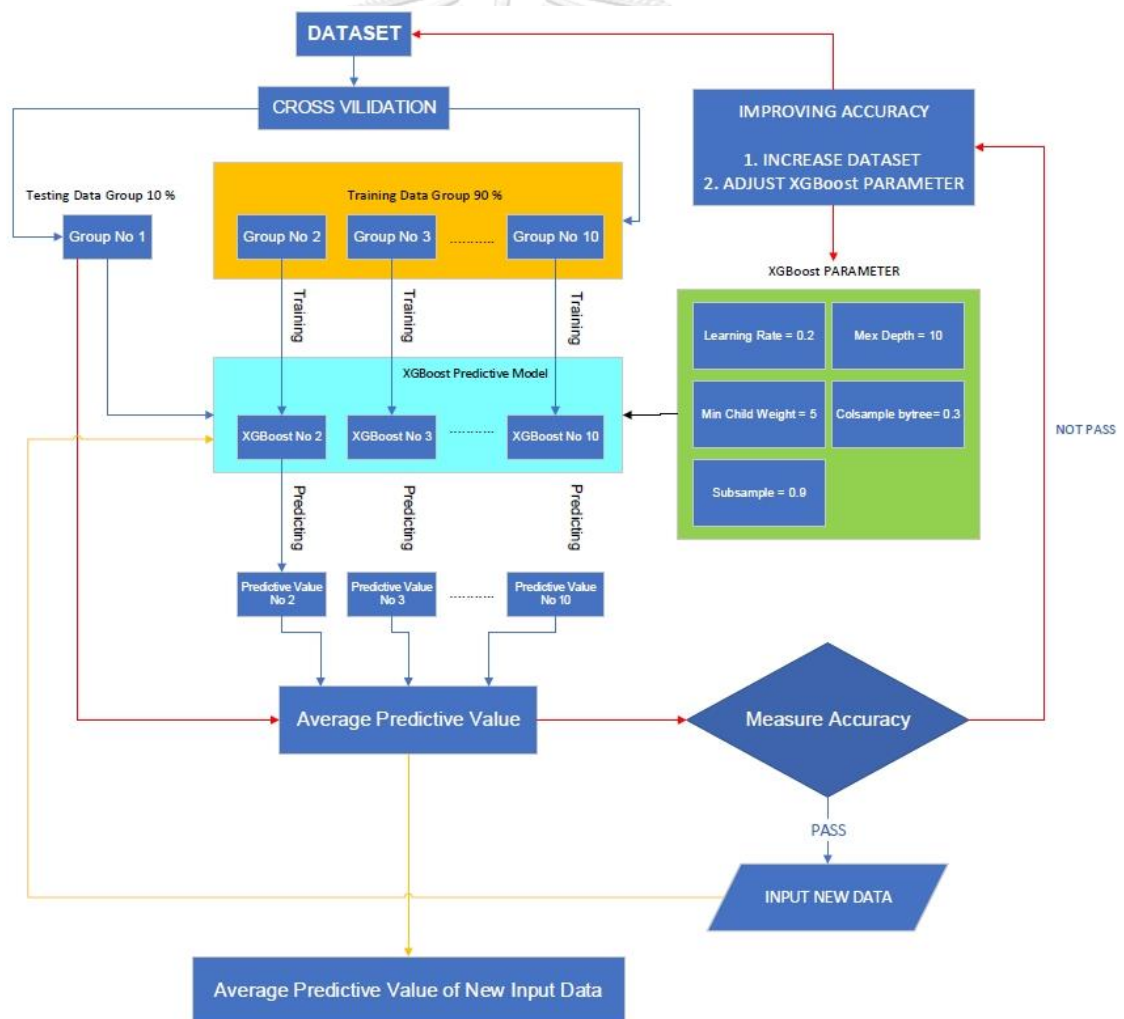 DATASET
CROSS VILIDATION
IMPROVING ACCURACY
1. INCREASE DATASET
2. ADJUST XGBoost PARAMETER
Testing Data Group 10 %
Training Data Group 90 %
Group No 1
Group No 2
Group No 3
............
Group No 10
XGBoost PARAMETER
Training
Training
Training
Learning Rate = 0.2
Mex Depth = 10
XGBoost Predictive Model
Min Child Weight = 5
Colsample bytree= 0.3
XGBoost No 2
XGBoost No 3
............
XGBoost No 10
NOT PASS
Subsample = 0.9
Predicting
Predicting
Predicting
Predictive Value
No 2
Predictive Value
No 3
............
Predictive Value
No 10
Average Predictive Value
Measure Accuracy
PASS
INPUT NEW DATA
Average Predictive Value of New Input Data